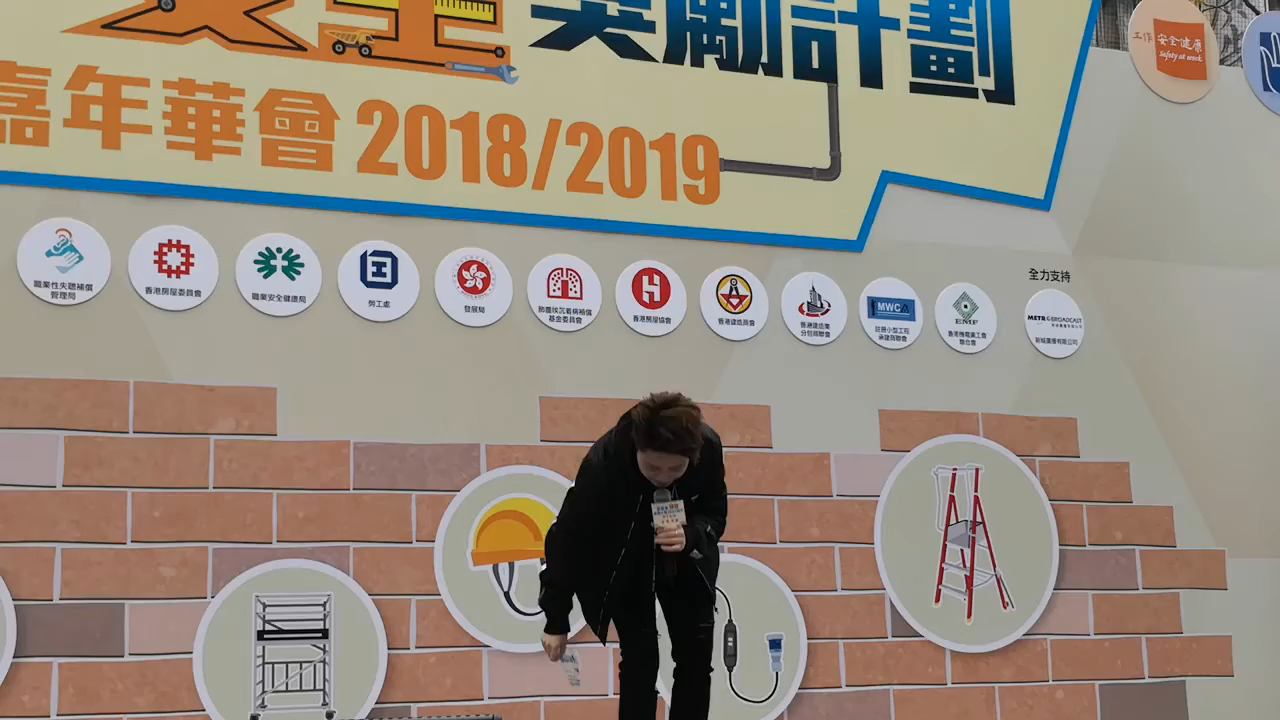 安全獎勵計劃
嘉年華會 2018/2019
工作 安全健康
Safety at work
職業性失聰補償
管理局
香港房屋委員會
職業安全健康局
勞工處
發展局
肺塵埃沉着病補償
基金委員會
香港房屋協會
香港建造商會
香港建造業
分包商聯會
MWCA
註冊小型工程
承建商聯會
EMF
香港機電業工會
聯合會
全力支持
METRO BROADCAST
新城廣播有限公司